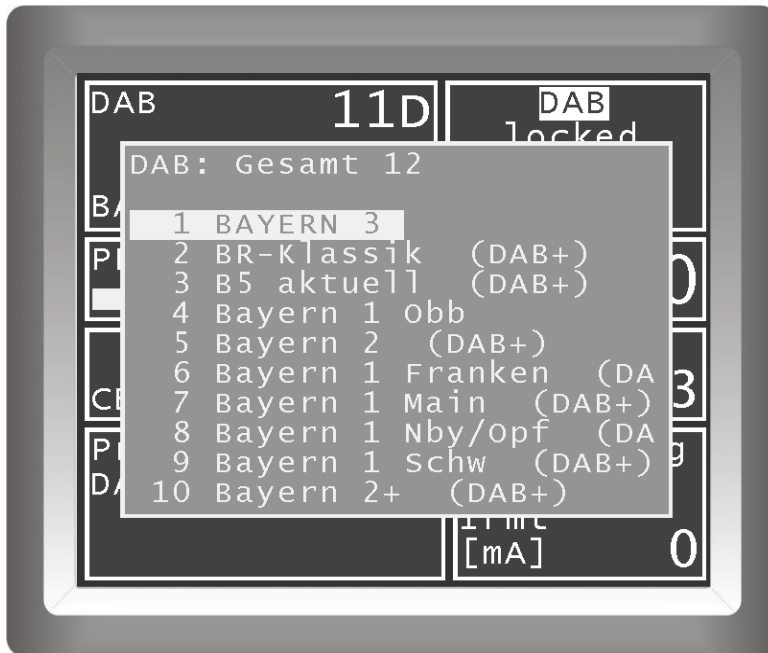 DAB 11D
DAB
locked
DAB: Gesamt 12
1 BAYERN 3
2 BR-Klassik (DAB+)
3 B5 aktuell (DAB+)
4 Bayern 1 Obb
5 Bayern 2 (DAB+)
6 Bayern 1 Franken (DA
7 Bayern 1 Main (DAB+)
8 Bayern 1 Nby/Opf (DA
9 Bayern 1 Schw (DAB+)
10 Bayern 2+ (DAB+)
[mA] 0